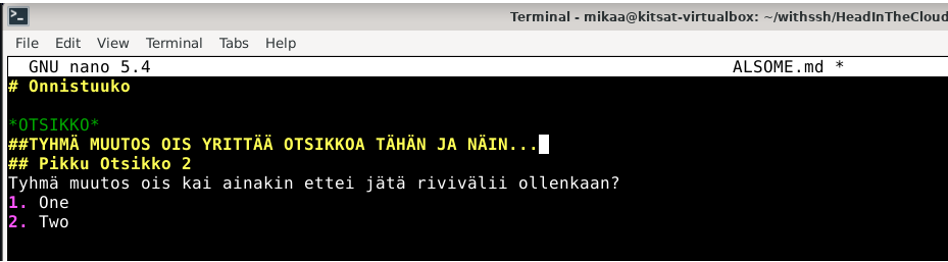 Terminal - mikaa@kitsat-virtualbox: ~/withssh/HeadInTheCloud
File Edit View Terminal Tabs Help
GNU nano 5.4 ALSOME.md *
# Onnistuuko
*OTSIKKO*
##TYHMÄ MUUTOS OIS YRITTÄÄ OTSIKKOA TÄHÄN JA NÄIN...
## Pikku Otsikko 2
Tyhmä muutos ois kai ainakin ettei jätä rivivälii ollenkaan?
1. One
2. Two